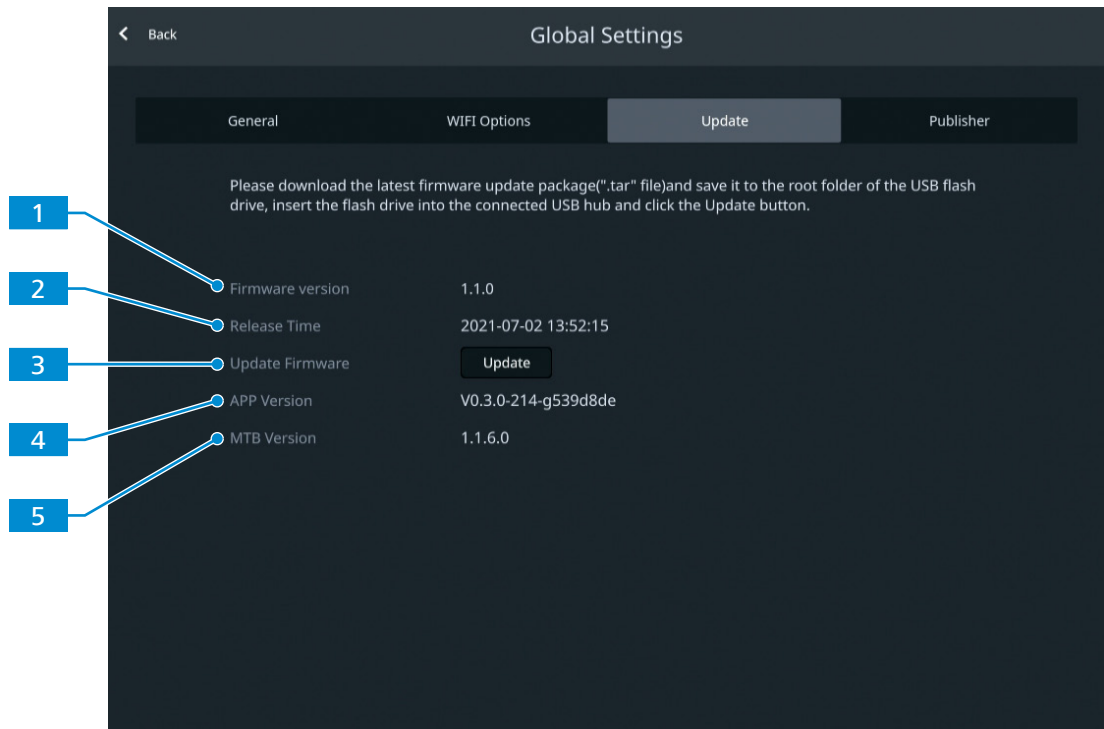 Back
Global Settings
General
WIFI Options
Update
Publisher
Please download the latest firmware update package(".tar" file)and save it to the root folder of the USB flash
drive, insert the flash drive into the connected USB hub and click the Update button.
1
Firmware version 1.1.0
2
Release Time 2021-07-02 13:52:15
3
Update Firmware Update
4
APP Version V0.3.0-214-g539d8de
5
MTB Version 1.1.6.0